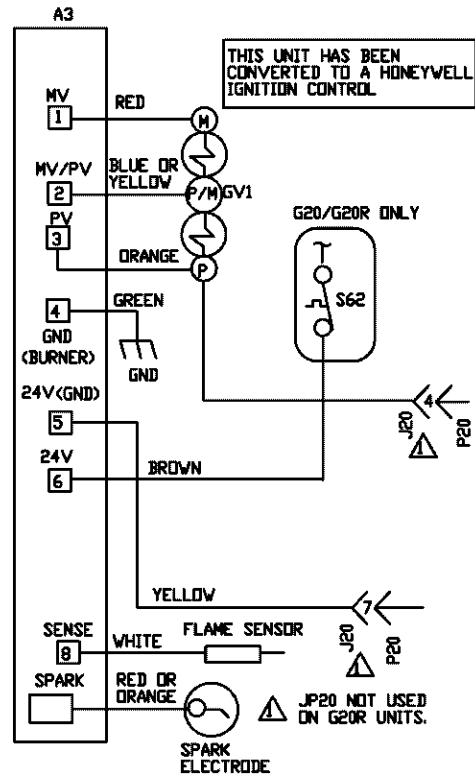 A3
THIS UNIT HAS BEEN
CONVERTED TO A HONEYWELL
IGNITION CONTROL
MV
1
RED
M
MV/PV
2
BLUE OR
YELLOW
P/M
GV1
PV
3
ORANGE
P
G20/G20R ONLY
S62
4
GREEN
GND
(BURNER)
GND
24V(GND)
5
4
J20
1
P20
24V
6
BROWN
YELLOW
7
J20
1
P20
SENSE
8
WHITE
FLAME SENSOR
SPARK
RED OR
ORANGE
SPARK
ELECTRODE
1
JP20 NOT USED
ON G20R UNITS.